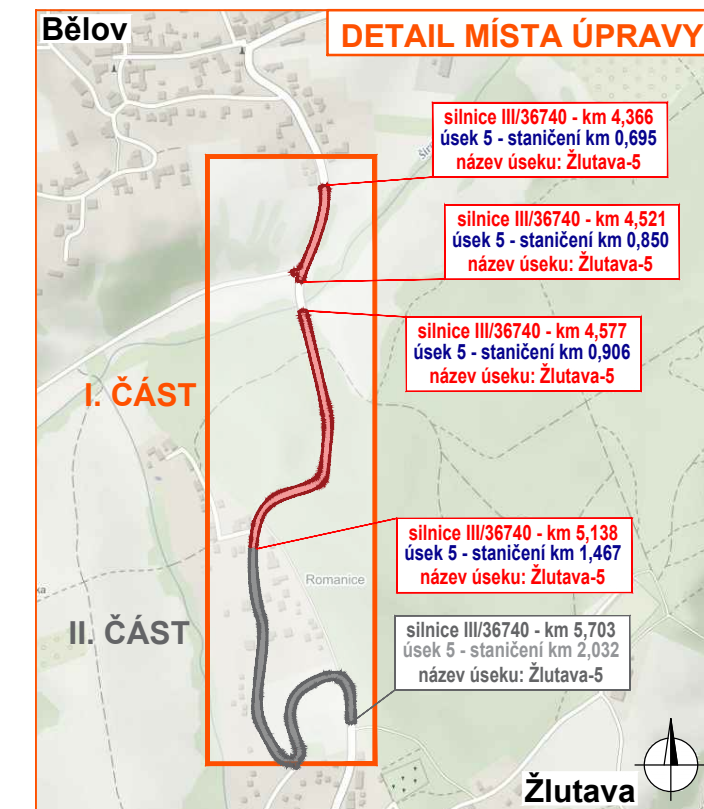 Bělov
DETAIL MÍSTA ÚPRAVY
silnice III/36740 - km 4,366
úsek 5 - staničení km 0,695
název úseku: Žlutava-5
silnice III/36740 - km 4,521
úsek 5 - staničení km 0,850
název úseku: Žlutava-5
silnice III/36740 - km 4,577
úsek 5 - staničení km 0,906
název úseku: Žlutava-5
I. ČÁST
silnice III/36740 - km 5,138
úsek 5 - staničení km 1,467
název úseku: Žlutava-5
Romanice
II. ČÁST
silnice III/36740 - km 5,703
úsek 5 - staničení km 2,032
název úseku: Žlutava-5
Žlutava